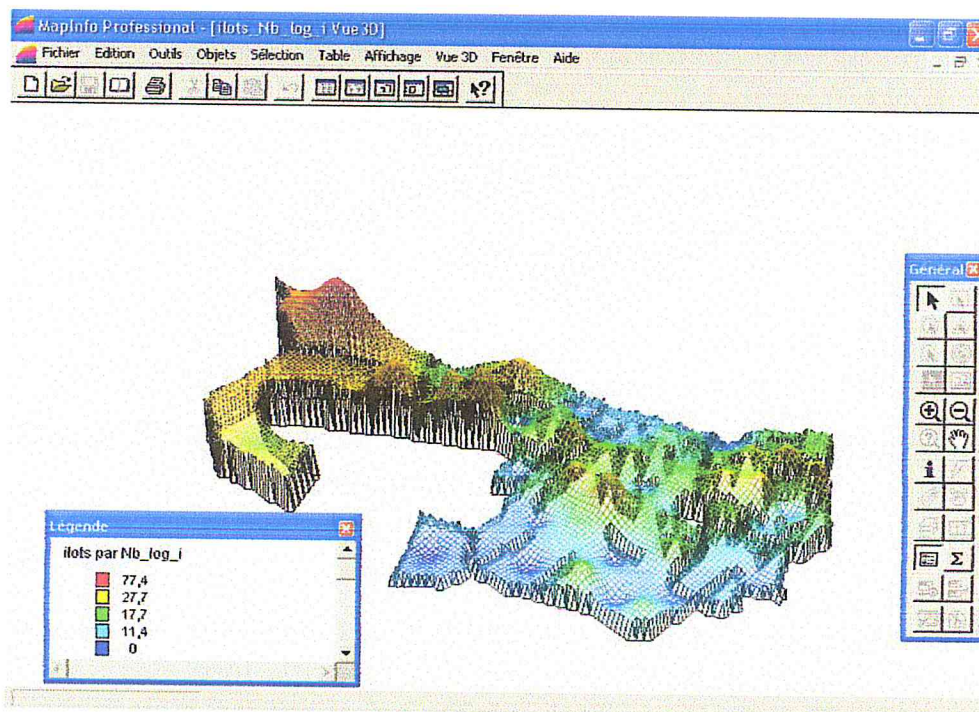 MapInfo Professional - [ilots_Nb_log_i Vue 3D]
Fichier Edition Outils Objets Sélection Table Affichage Vue 3D Fenêtre Aide
Général
Légende
ilots par Nb_log_i
77,4
27,7
17,7
11,4
0